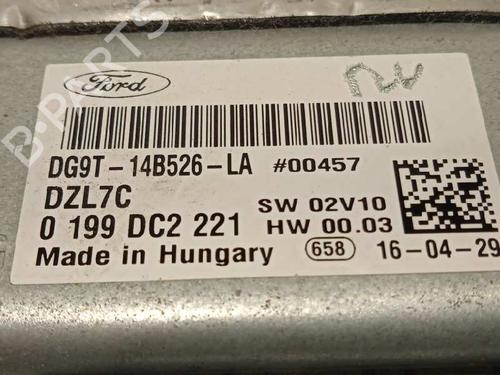 B-PARTS
Ford
DG9T-14B526-LA #00457
DZL7C SW 02V10
0 199 DC2 221 HW 00.03
Made in Hungary 658 16-04-29